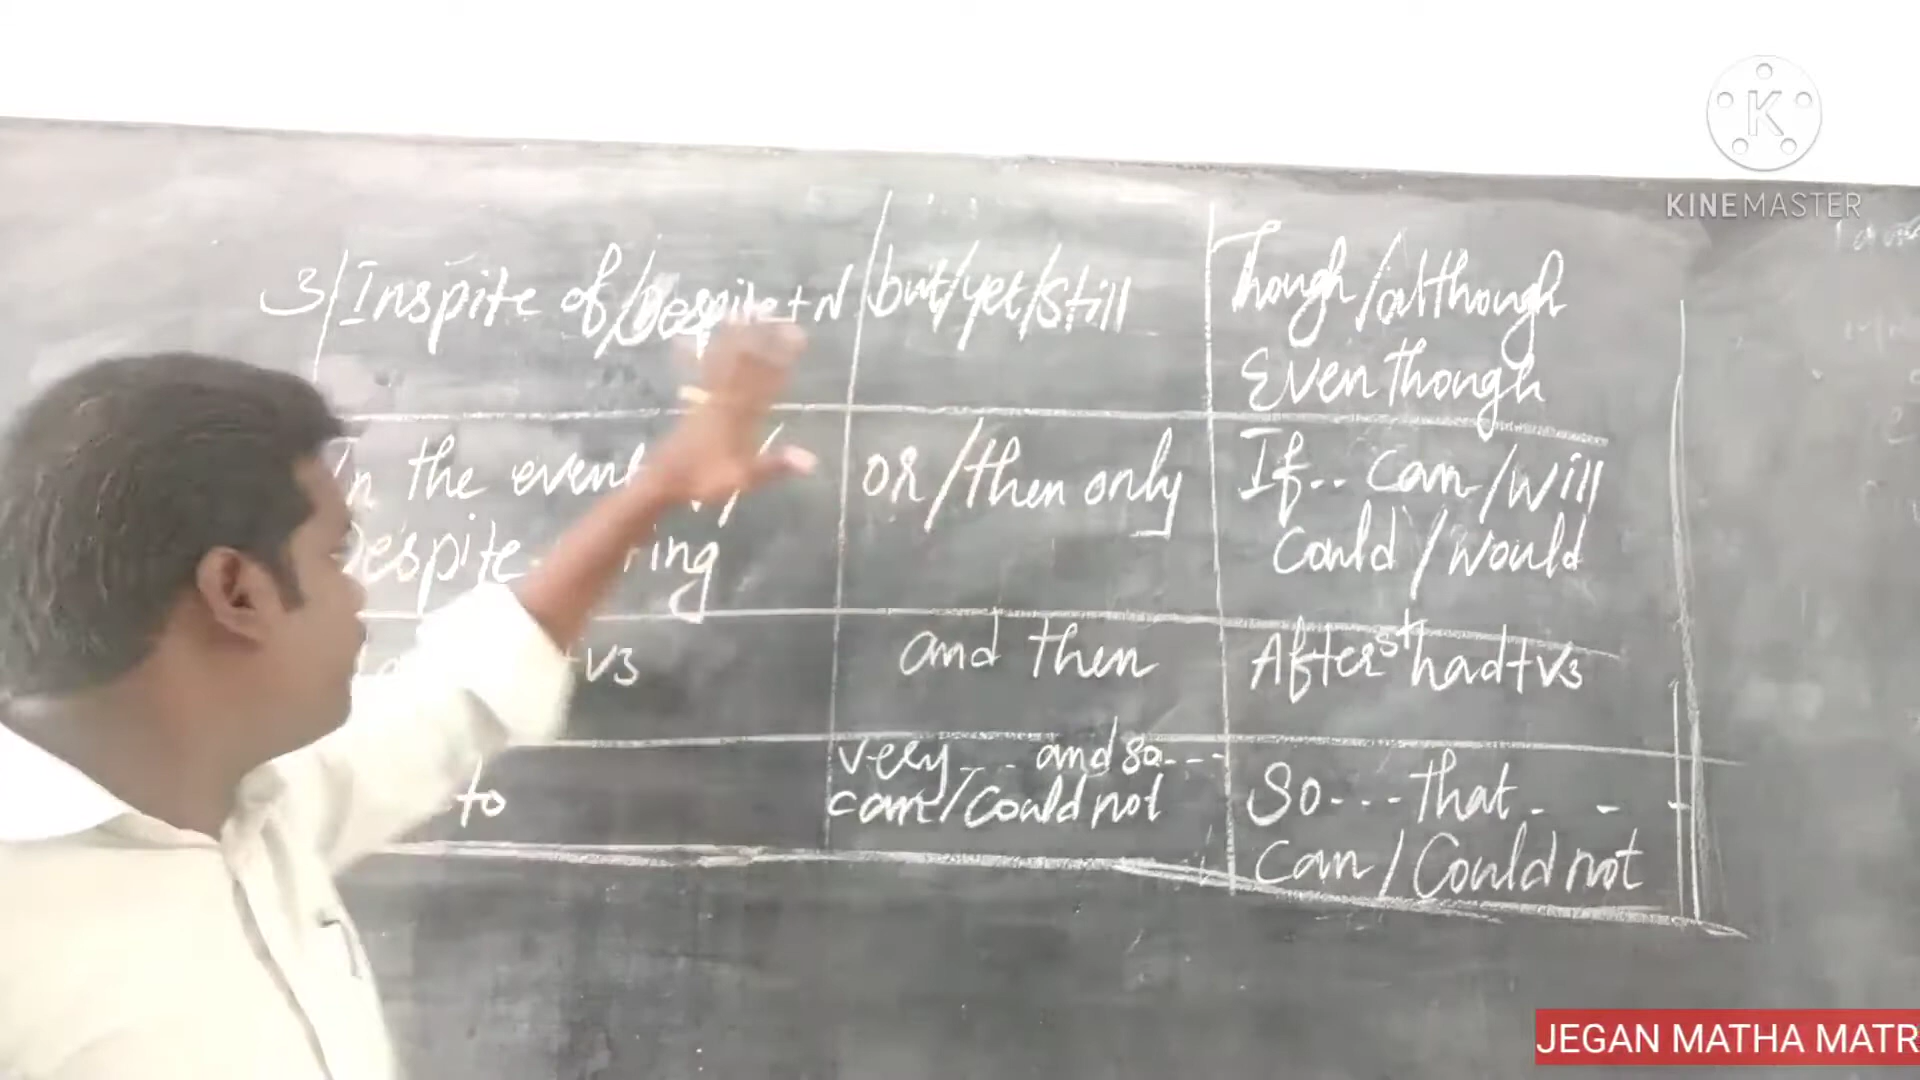 K
KINEMASTER
3 Inspite of/Despite+N but/yet/still Though/although
Even Though
In the even or/then only If.. can/will
Despite ing Could/would
+V3 and then After st had+V3
very... and so... So...that...
to can/Could not
can/Could not
JEGAN MATHA MATR